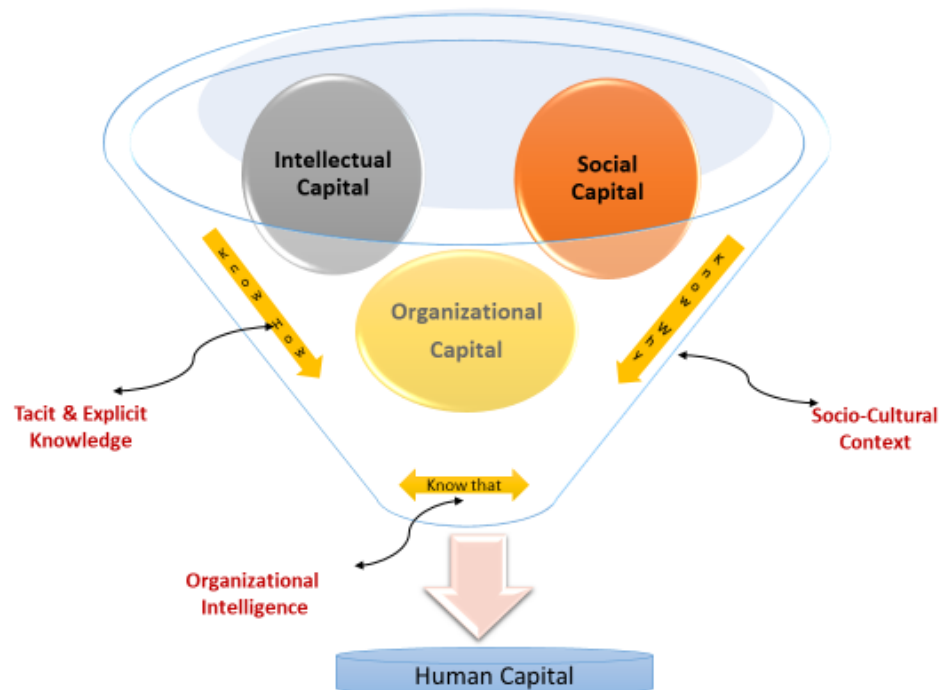 Intellectual
Capital
Social
Capital
Know How
Know Why
Organizational
Capital
Tacit & Explicit
Knowledge
Socio-Cultural
Context
Know that
Organizational
Intelligence
Human Capital